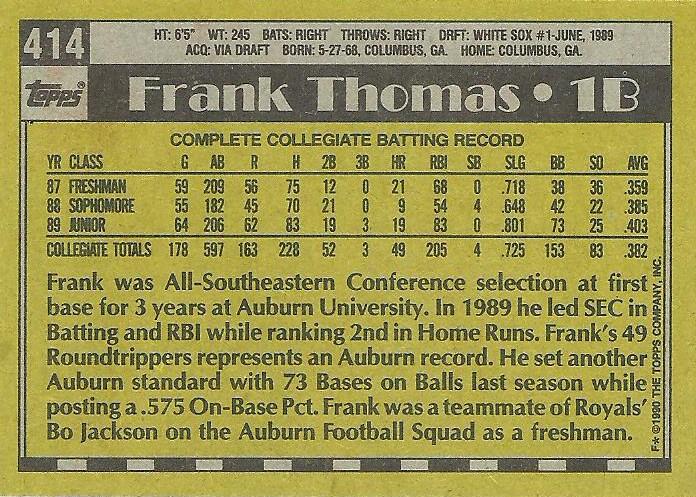 414
HT: 6'5" WT: 245 BATS: RIGHT THROWS: RIGHT DRFT: WHITE SOX #1-JUNE, 1989
ACQ: VIA DRAFT BORN: 5-27-68, COLUMBUS, GA. HOME: COLUMBUS, GA.
topps®
Frank Thomas • 1B
COMPLETE COLLEGIATE BATTING RECORD
YR CLASS G AB R H 2B 3B HR RBI SB SLG BB SO AVG
87 FRESHMAN 59 209 56 75 12 0 21 68 0 .718 38 36 .359
88 SOPHOMORE 55 182 45 70 21 0 9 54 4 .648 42 22 .385
89 JUNIOR 64 206 62 83 19 3 19 83 0 .801 73 25 .403
COLLEGIATE TOTALS 178 597 163 228 52 3 49 205 4 .725 153 83 .382
Frank was All-Southeastern Conference selection at first
base for 3 years at Auburn University. In 1989 he led SEC in
Batting and RBI while ranking 2nd in Home Runs. Frank's 49
Roundtrippers represents an Auburn record. He set another
Auburn standard with 73 Bases on Balls last season while
posting a .575 On-Base Pct. Frank was a teammate of Royals'
Bo Jackson on the Auburn Football Squad as a freshman.
F* ©1990 THE TOPPS COMPANY, INC.